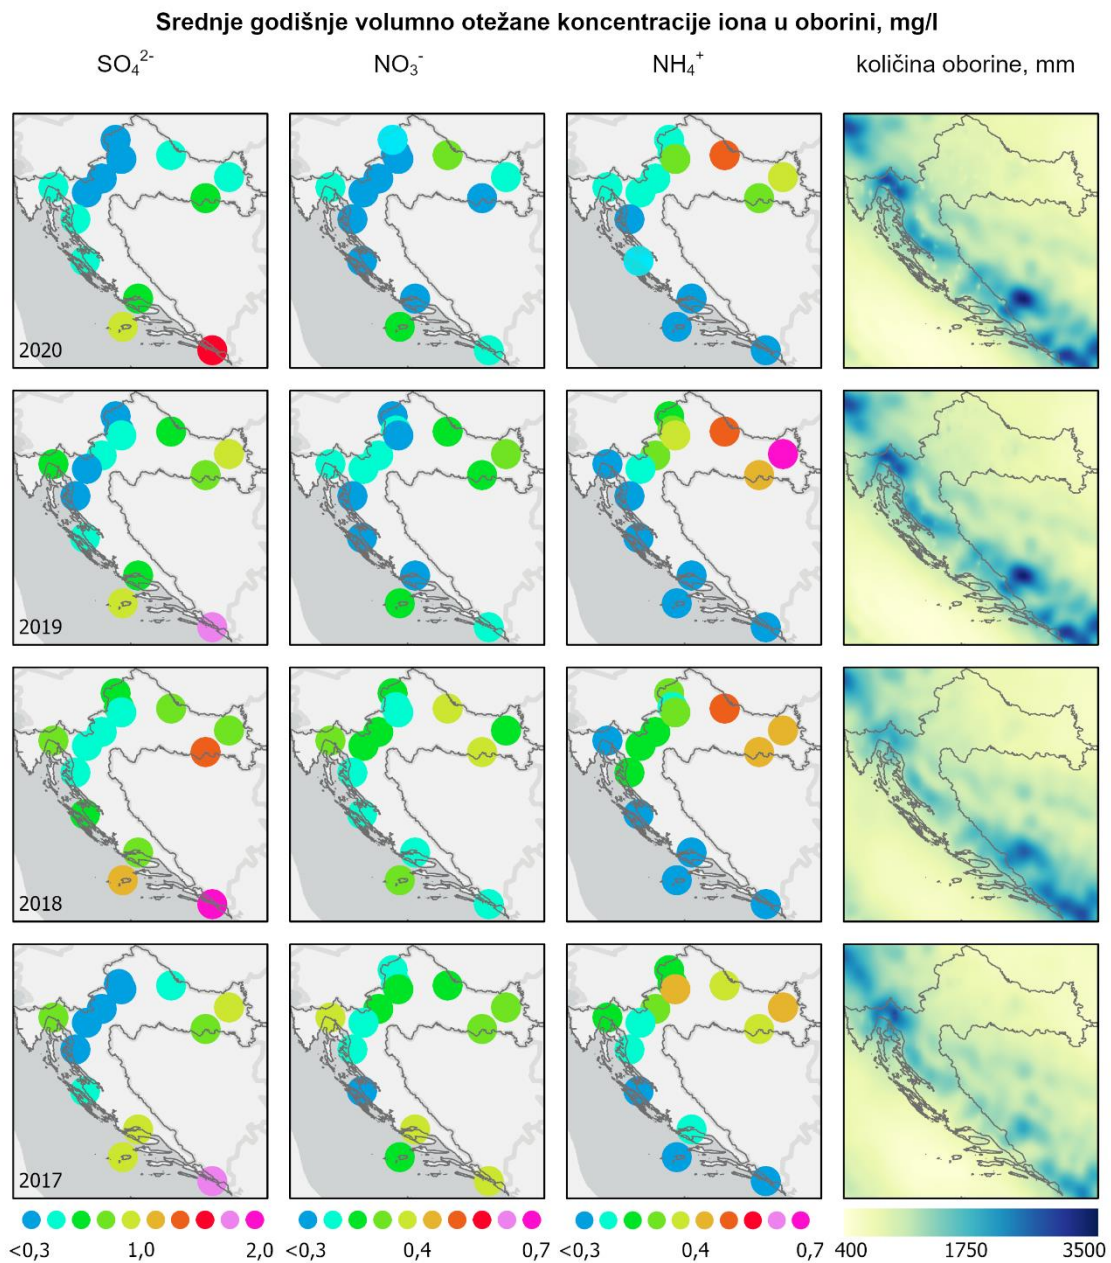 Srednje godišnje volumno otežane koncentracije iona u oborini, mg/l
SO₄²⁻ NO₃⁻ NH₄⁺ količina oborine, mm
2020
2019
2018
2017
<0,3 1,0 2,0 <0,3 0,4 0,7 <0,3 0,4 0,7 400 1750 3500